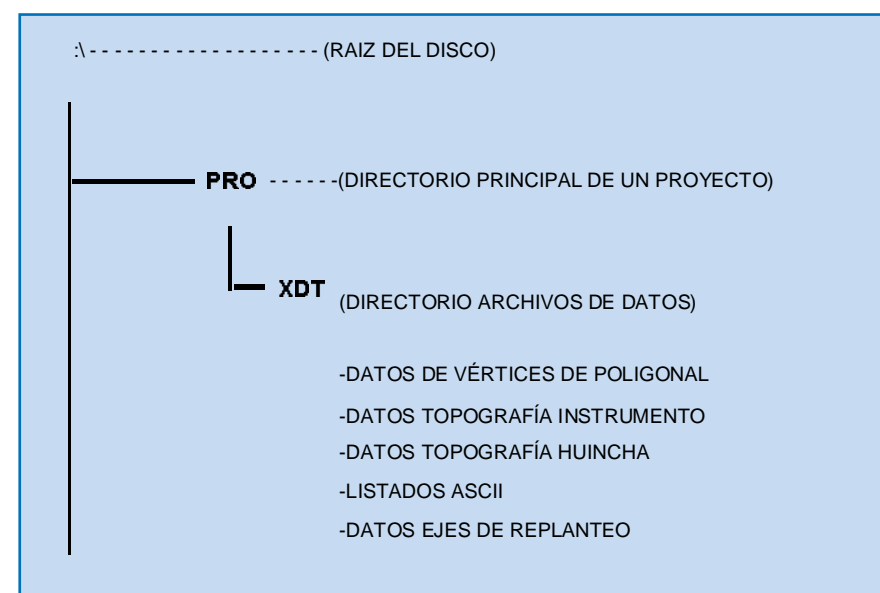 :\ - - - - - - - - - - - - - - - - - - - (RAIZ DEL DISCO)
PRO - - - - - -(DIRECTORIO PRINCIPAL DE UN PROYECTO)
XDT
(DIRECTORIO ARCHIVOS DE DATOS)
-DATOS DE VÉRTICES DE POLIGONAL
-DATOS TOPOGRAFÍA INSTRUMENTO
-DATOS TOPOGRAFÍA HUINCHA
-LISTADOS ASCII
-DATOS EJES DE REPLANTEO